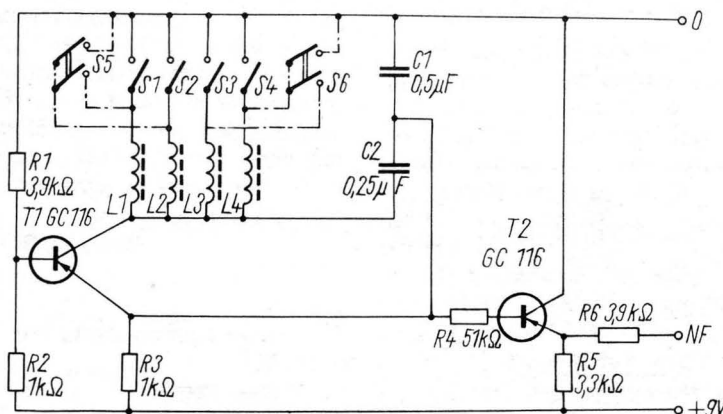 0
S5
S1
S2
S3
S4
S6
C1
0,5µF
R1
3,9kΩ
C2
0,25µF
L1
L2
L3
L4
T1 GC 116
T2
GC 116
R4 51kΩ
R6 3,9kΩ
NF
R2
1kΩ
R3
1kΩ
R5
3,3kΩ
+9V